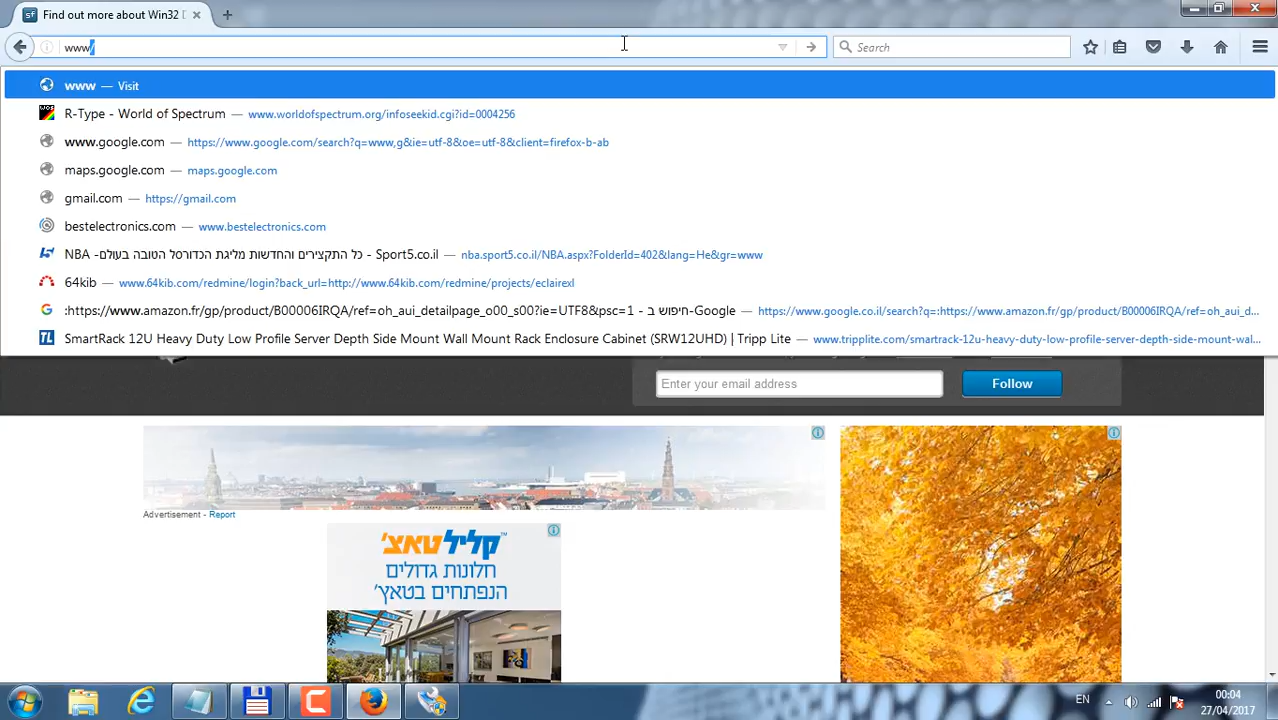 Find out more about Win32 D
www/
Search
www — Visit
R-Type - World of Spectrum — www.worldofspectrum.org/infoseekid.cgi?id=0004256
www.google.com — https://www.google.com/search?q=www,g&ie=utf-8&oe=utf-8&client=firefox-b-ab
maps.google.com — maps.google.com
gmail.com — https://gmail.com
bestelectronics.com — www.bestelectronics.com
NBA -כל התקצירים והחדשות מליגת הכדורסל הטובה בעולם - Sport5.co.il — nba.sport5.co.il/NBA.aspx?FolderId=402&lang=He&gr=www
64kib — www.64kib.com/redmine/login?back_url=http://www.64kib.com/redmine/projects/eclairexl
:https://www.amazon.fr/gp/product/B00006IRQA/ref=oh_aui_detailpage_o00_s00?ie=UTF8&psc=1 - חיפוש ב-Google — https://www.google.co.il/search?q=:https://www.amazon.fr/gp/product/B00006IRQA/ref=oh_aui_d...
SmartRack 12U Heavy Duty Low Profile Server Depth Side Mount Wall Mount Rack Enclosure Cabinet (SRW12UHD) | Tripp Lite — www.tripplite.com/smartrack-12u-heavy-duty-low-profile-server-depth-side-mount-wal...
Enter your email address
Follow
Advertisement - Report
קליל טאצ'™
חלונות גדולים
הנפתחים בטאץ'
EN
00:04
27/04/2017